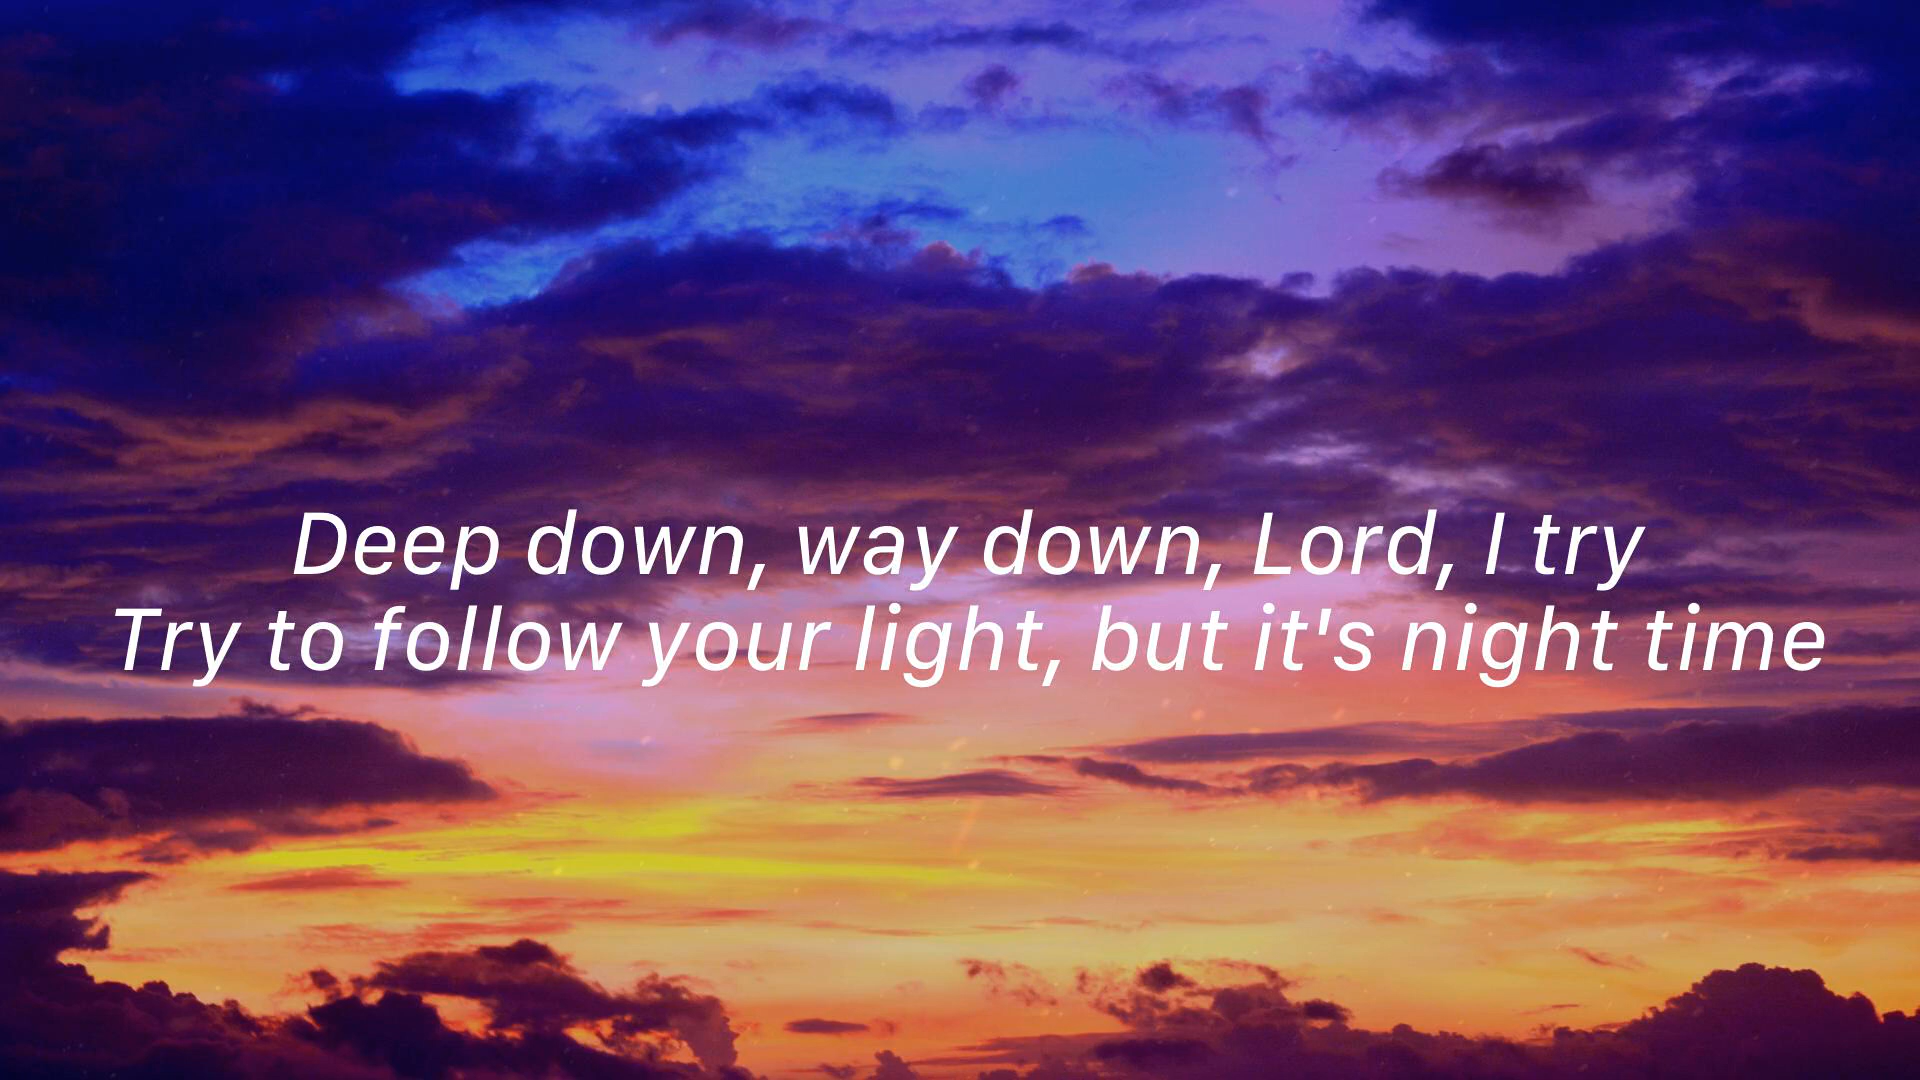 Deep down, way down, Lord, I try
Try to follow your light, but it's night time